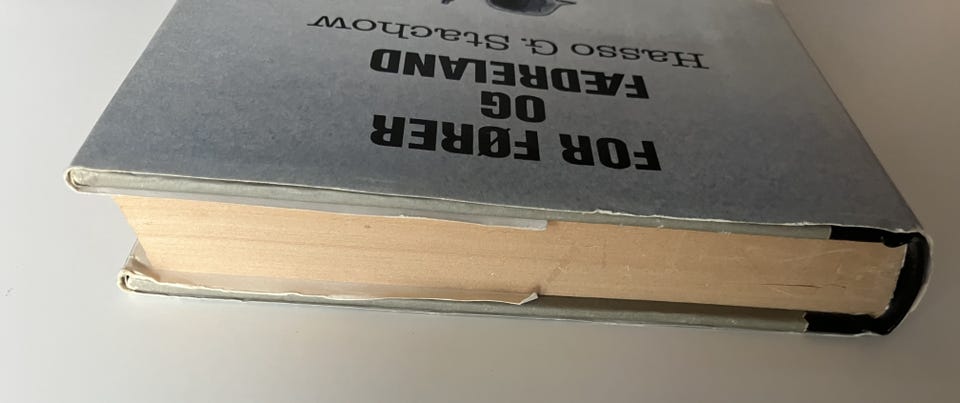 FOR FØRER
OG
FÆDRELAND
Hasso G. Stachow